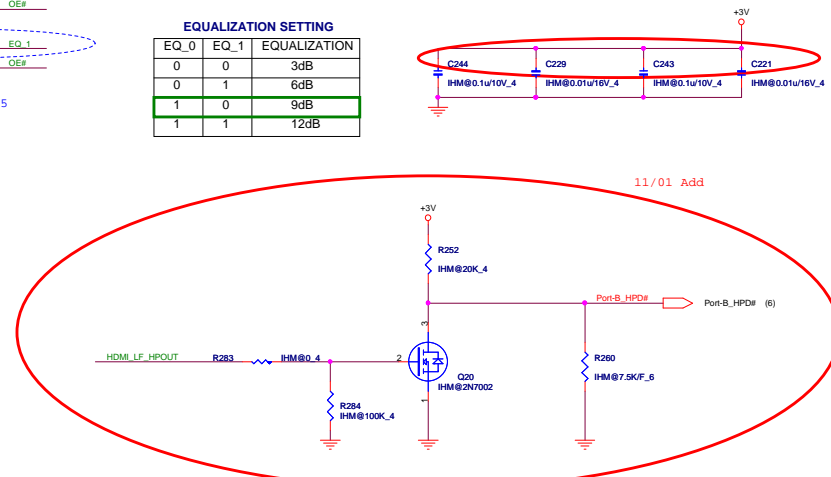 OE#
EQ_1
OE#
5
EQUALIZATION SETTING
EQ_0 EQ_1 EQUALIZATION
0 0 3dB
0 1 6dB
1 0 9dB
1 1 12dB
+3V
C244 C229 C243 C221
IHM@0.1u/10V_4 IHM@0.01u/16V_4 IHM@0.1u/10V_4 IHM@0.01u/16V_4
11/01 Add
+3V
R252
IHM@20K_4
Port-B_HPD# Port-B_HPD# (6)
3
HDMI_LF_HPOUT R283 IHM@0_4 2
Q20
IHM@2N7002
R260
IHM@7.5K/F_6
1
R284
IHM@100K_4